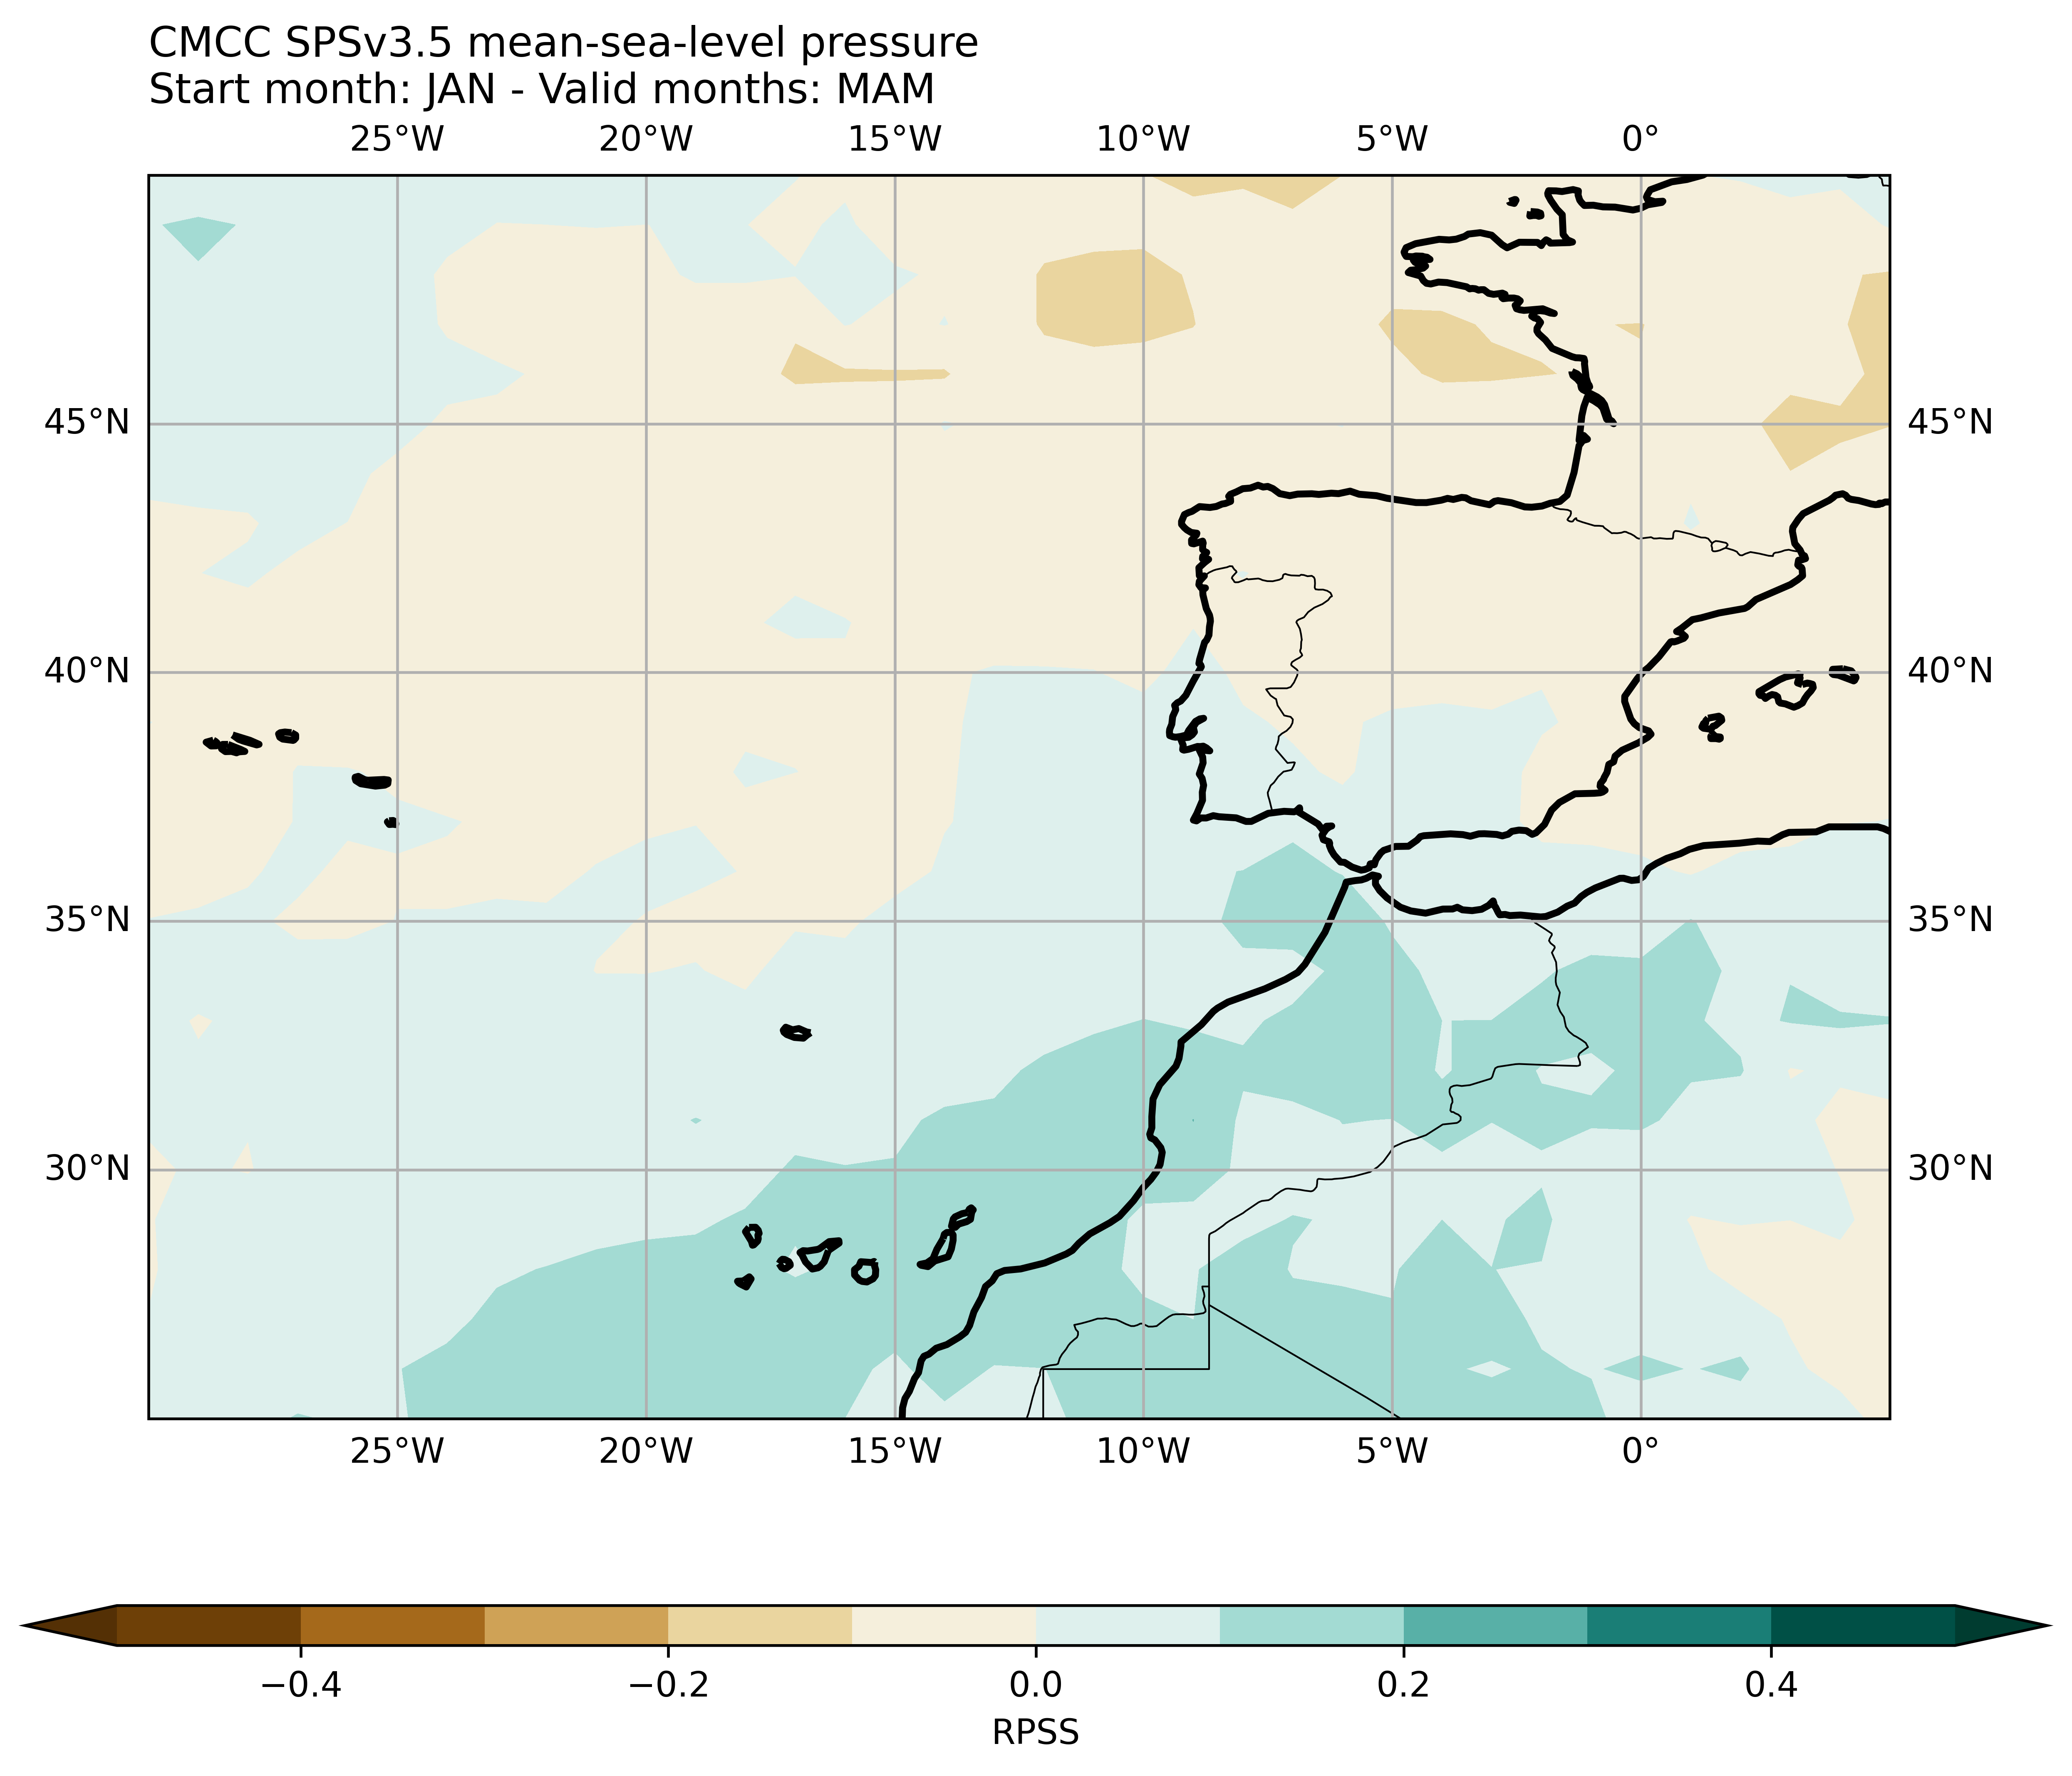 CMCC SPSv3.5 mean-sea-level pressure
Start month: JAN - Valid months: MAM
25°W 20°W 15°W 10°W 5°W 0°
45°N 45°N
40°N 40°N
35°N 35°N
30°N 30°N
25°W 20°W 15°W 10°W 5°W 0°
−0.4 −0.2 0.0 0.2 0.4
RPSS